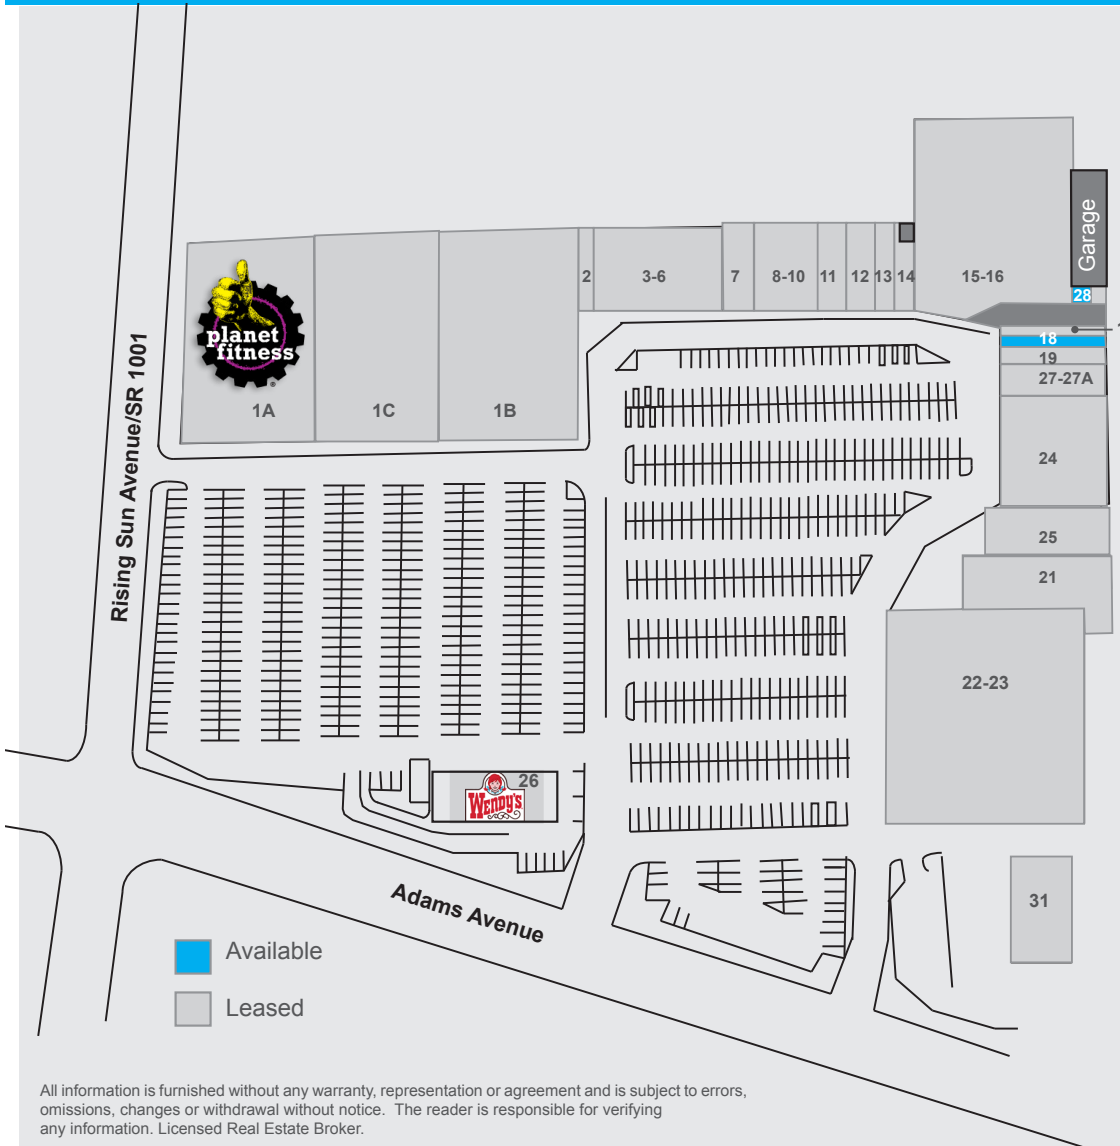 Garage
2
3-6
7
8-10
11
12
13
14
15-16
28
18
19
27-27A
planet
fitness
®
1A
1C
1B
24
Rising Sun Avenue/SR 1001
25
21
22-23
26
WENDY'S
31
Adams Avenue
Available
Leased
All information is furnished without any warranty, representation or agreement and is subject to errors,
omissions, changes or withdrawal without notice. The reader is responsible for verifying
any information. Licensed Real Estate Broker.